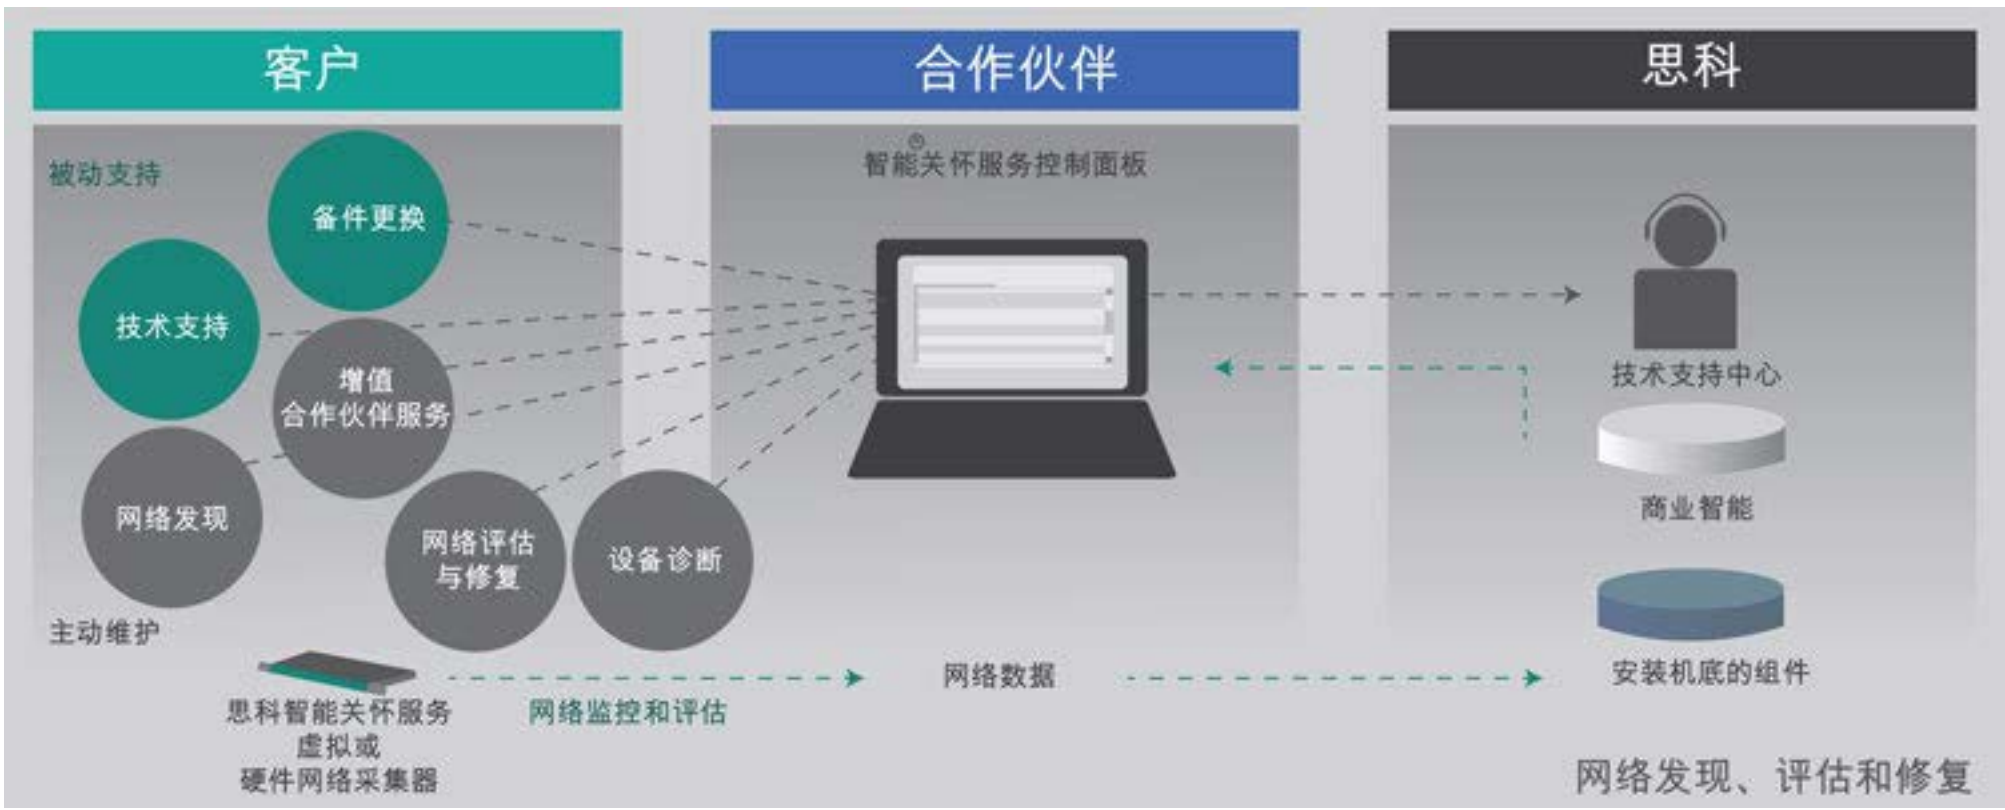 客户
合作伙伴
思科
被动支持
备件更换
技术支持
增值
合作伙伴服务
网络发现
网络评估
与修复
设备诊断
主动维护
思科智能关怀服务
虚拟或
硬件网络采集器
网络监控和评估
智能关怀服务控制面板
网络数据
技术支持中心
商业智能
安装机底的组件
网络发现、评估和修复